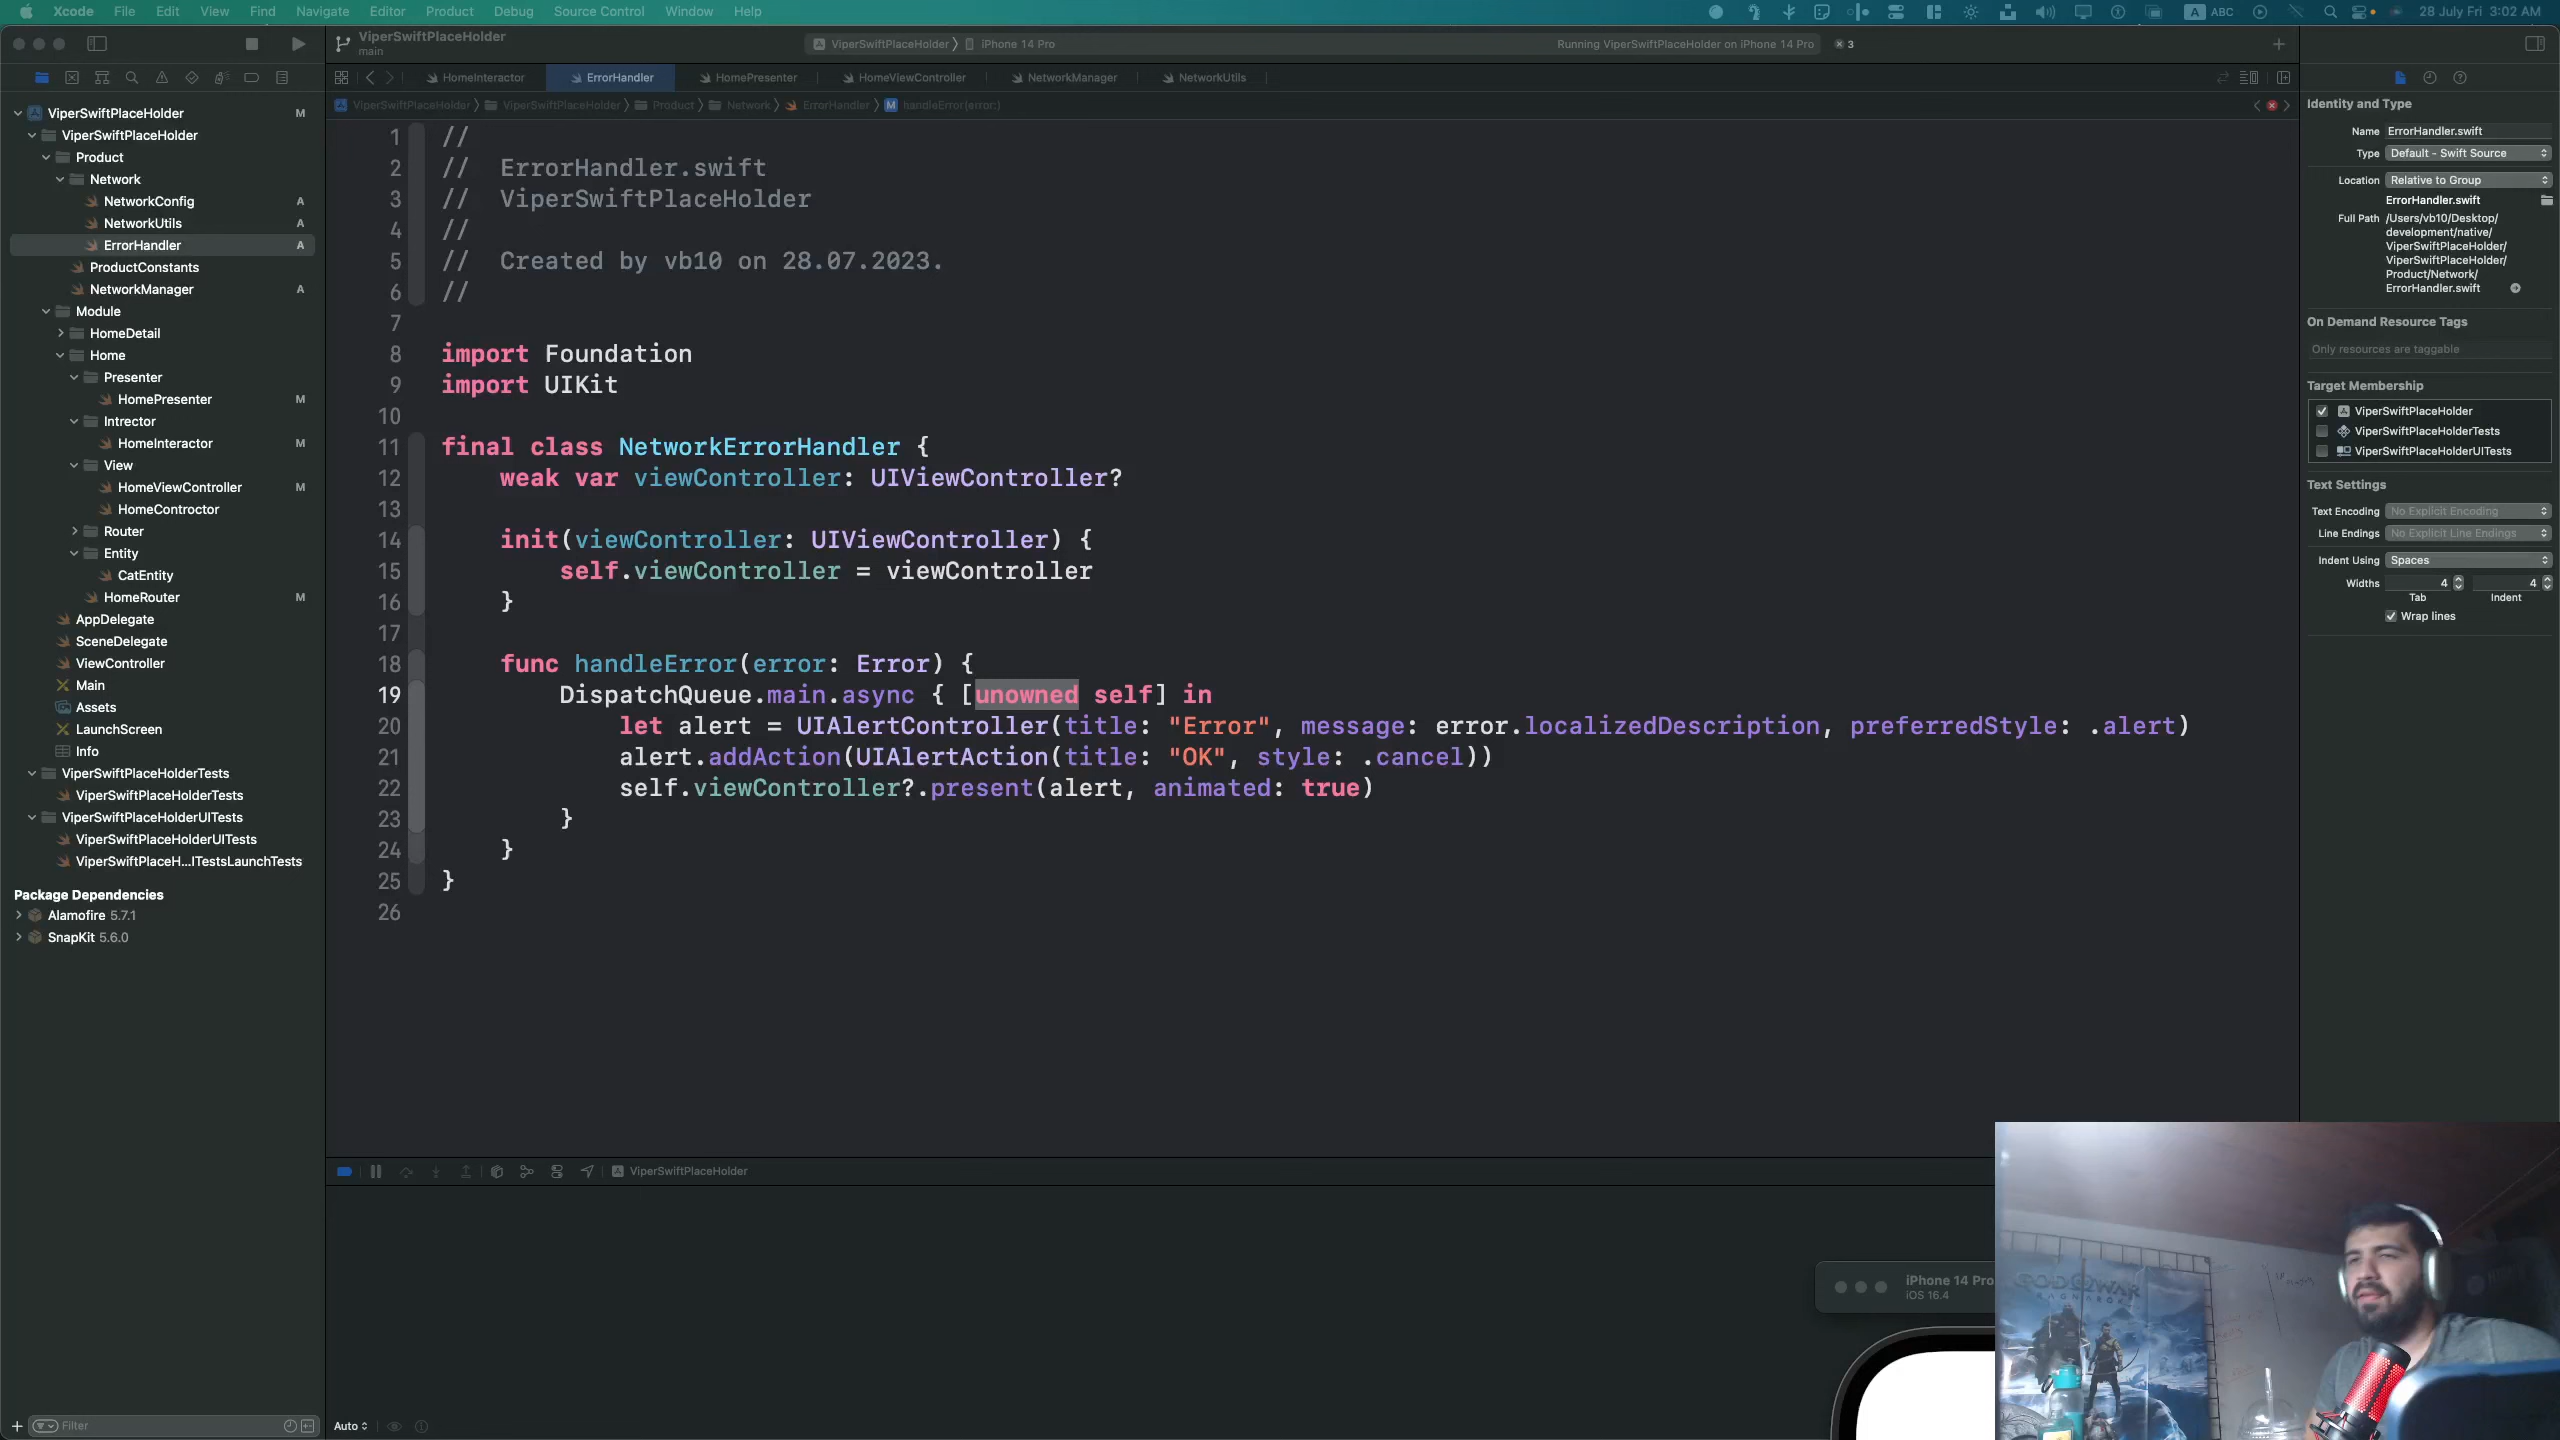 Xcode File Edit View Find Navigate Editor Product Debug Source Control Window Help
A ABC 28 July Fri 3:02 AM
ViperSwiftPlaceHolder
main
ViperSwiftPlaceHolder iPhone 14 Pro
Running ViperSwiftPlaceHolder on iPhone 14 Pro 3
HomeInteractor ErrorHandler HomePresenter HomeViewController NetworkManager NetworkUtils
ViperSwiftPlaceHolder ViperSwiftPlaceHolder Product Network ErrorHandler M handleError(error:)
ViperSwiftPlaceHolder M
ViperSwiftPlaceHolder
Product
Network
NetworkConfig A
NetworkUtils A
ErrorHandler A
ProductConstants
NetworkManager A
Module
HomeDetail
Home
Presenter
HomePresenter M
Intrector
HomeInteractor M
View
HomeViewController M
HomeControctor
Router
Entity
CatEntity
HomeRouter M
AppDelegate
SceneDelegate
ViewController
Main
Assets
LaunchScreen
Info
ViperSwiftPlaceHolderTests
ViperSwiftPlaceHolderTests
ViperSwiftPlaceHolderUITests
ViperSwiftPlaceHolderUITests
ViperSwiftPlaceH...ITestsLaunchTests
Package Dependencies
Alamofire 5.7.1
SnapKit 5.6.0
Filter
1 //
2 // ErrorHandler.swift
3 // ViperSwiftPlaceHolder
4 //
5 // Created by vb10 on 28.07.2023.
6 //
7
8 import Foundation
9 import UIKit
10
11 final class NetworkErrorHandler {
12 weak var viewController: UIViewController?
13
14 init(viewController: UIViewController) {
15 self.viewController = viewController
16 }
17
18 func handleError(error: Error) {
19 DispatchQueue.main.async { [unowned self] in
20 let alert = UIAlertController(title: "Error", message: error.localizedDescription, preferredStyle: .alert)
21 alert.addAction(UIAlertAction(title: "OK", style: .cancel))
22 self.viewController?.present(alert, animated: true)
23 }
24 }
25 }
26
ViperSwiftPlaceHolder
Auto
iPhone 14 Pro
iOS 16.4
Identity and Type
Name ErrorHandler.swift
Type Default - Swift Source
Location Relative to Group
ErrorHandler.swift
Full Path /Users/vb10/Desktop/
development/native/
ViperSwiftPlaceHolder/
ViperSwiftPlaceHolder/
Product/Network/
ErrorHandler.swift
On Demand Resource Tags
Only resources are taggable
Target Membership
ViperSwiftPlaceHolder
ViperSwiftPlaceHolderTests
ViperSwiftPlaceHolderUITests
Text Settings
Text Encoding No Explicit Encoding
Line Endings No Explicit Line Endings
Indent Using Spaces
Widths 4 4
Tab Indent
Wrap lines
GOD OF WAR
RAGNAROK